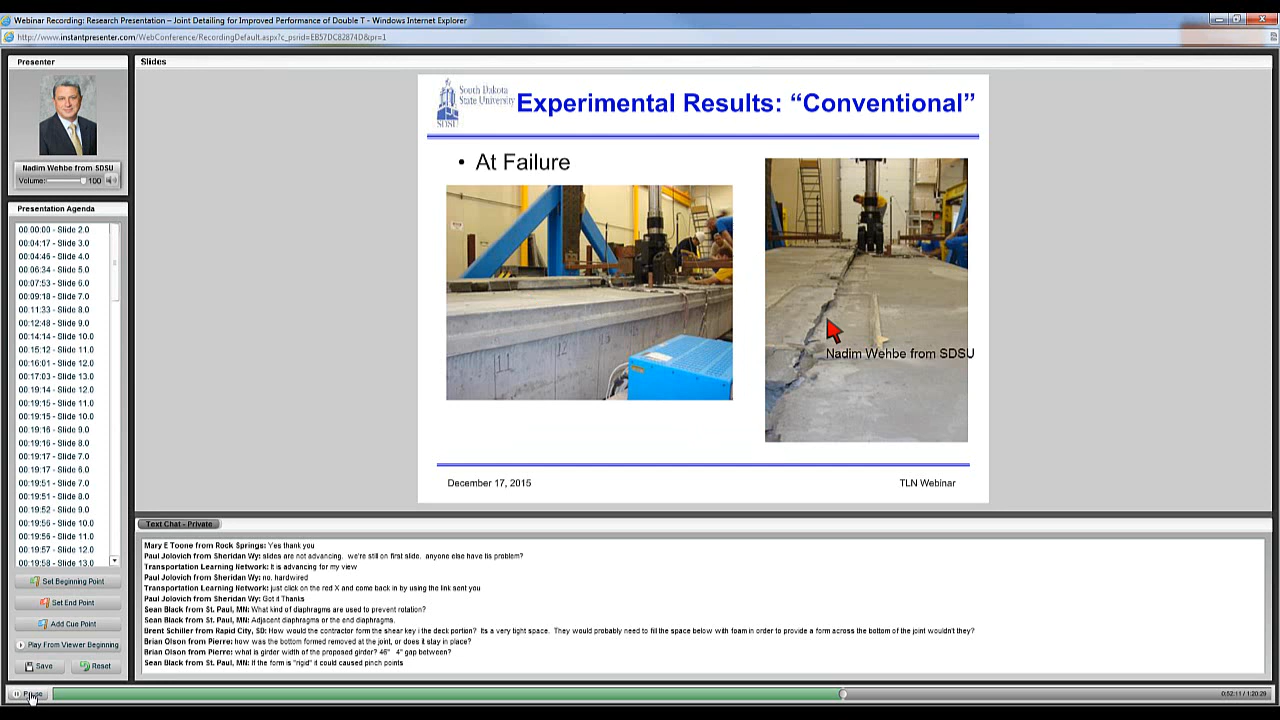 Webinar Recording: Research Presentation – Joint Detailing for Improved Performance of Double T - Windows Internet Explorer
http://www.instantpresenter.com/WebConference/RecordingDefault.aspx?c_psrid=EB57DC82874D&pr=1
Presenter
Nadim Wehbe from SDSU
Volume: 100
Presentation Agenda
00:00:00 - Slide 2.0
00:04:17 - Slide 3.0
00:04:46 - Slide 4.0
00:06:34 - Slide 5.0
00:07:53 - Slide 6.0
00:09:18 - Slide 7.0
00:11:33 - Slide 8.0
00:12:48 - Slide 9.0
00:14:14 - Slide 10.0
00:15:12 - Slide 11.0
00:16:01 - Slide 12.0
00:17:03 - Slide 13.0
00:19:14 - Slide 12.0
00:19:15 - Slide 11.0
00:19:15 - Slide 10.0
00:19:16 - Slide 9.0
00:19:16 - Slide 8.0
00:19:17 - Slide 7.0
00:19:17 - Slide 6.0
00:19:51 - Slide 7.0
00:19:51 - Slide 8.0
00:19:52 - Slide 9.0
00:19:56 - Slide 10.0
00:19:56 - Slide 11.0
00:19:57 - Slide 12.0
00:19:58 - Slide 13.0
Set Beginning Point
Set End Point
Add Cue Point
Play From Viewer Beginning
Save Reset
Slides
South Dakota
State University
SDSU
Experimental Results: “Conventional”
• At Failure
11 12 13
Nadim Wehbe from SDSU
December 17, 2015 TLN Webinar
Text Chat - Private
Mary E Toone from Rock Springs: Yes thank you
Paul Jolovich from Sheridan Wy: slides are not advancing. we're still on first slide. anyone else have tis problem?
Transportation Learning Network: It is advancing for my view
Paul Jolovich from Sheridan Wy: no. hardwired
Transportation Learning Network: just click on the red X and come back in by using the link sent you
Paul Jolovich from Sheridan Wy: Got it Thanks
Sean Black from St. Paul, MN: What kind of diaphragms are used to prevent rotation?
Sean Black from St. Paul, MN: Adjacent diaphragms or the end diaphragms.
Brent Schiller from Rapid City, SD: How would the contractor form the shear key i the deck portion? Its a very tight space. They would probably need to fill the space below with foam in order to provide a form across the bottom of the joint wouldn't they?
Brian Olson from Pierre: how was the bottom formed removed at the joint, or does it stay in place?
Brian Olson from Pierre: what is girder width of the proposed girder? 46" 4" gap between?
Sean Black from St. Paul, MN: If the form is "rigid" it could caused pinch points
Pause
0:52:11 / 1:20:29